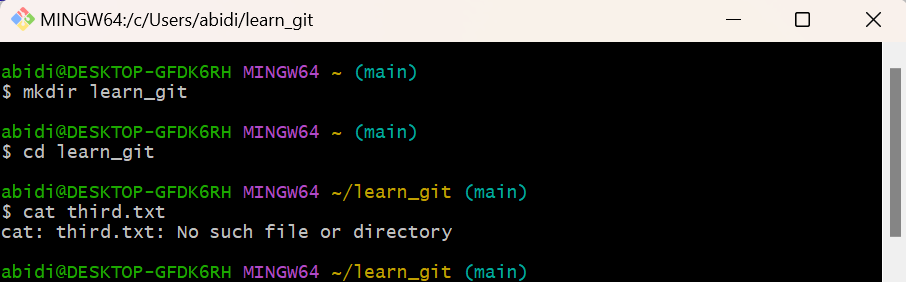 MINGW64:/c/Users/abidi/learn_git
abidi@DESKTOP-GFDK6RH MINGW64 ~ (main)
$ mkdir learn_git
abidi@DESKTOP-GFDK6RH MINGW64 ~ (main)
$ cd learn_git
abidi@DESKTOP-GFDK6RH MINGW64 ~/learn_git (main)
$ cat third.txt
cat: third.txt: No such file or directory
abidi@DESKTOP-GFDK6RH MINGW64 ~/learn_git (main)